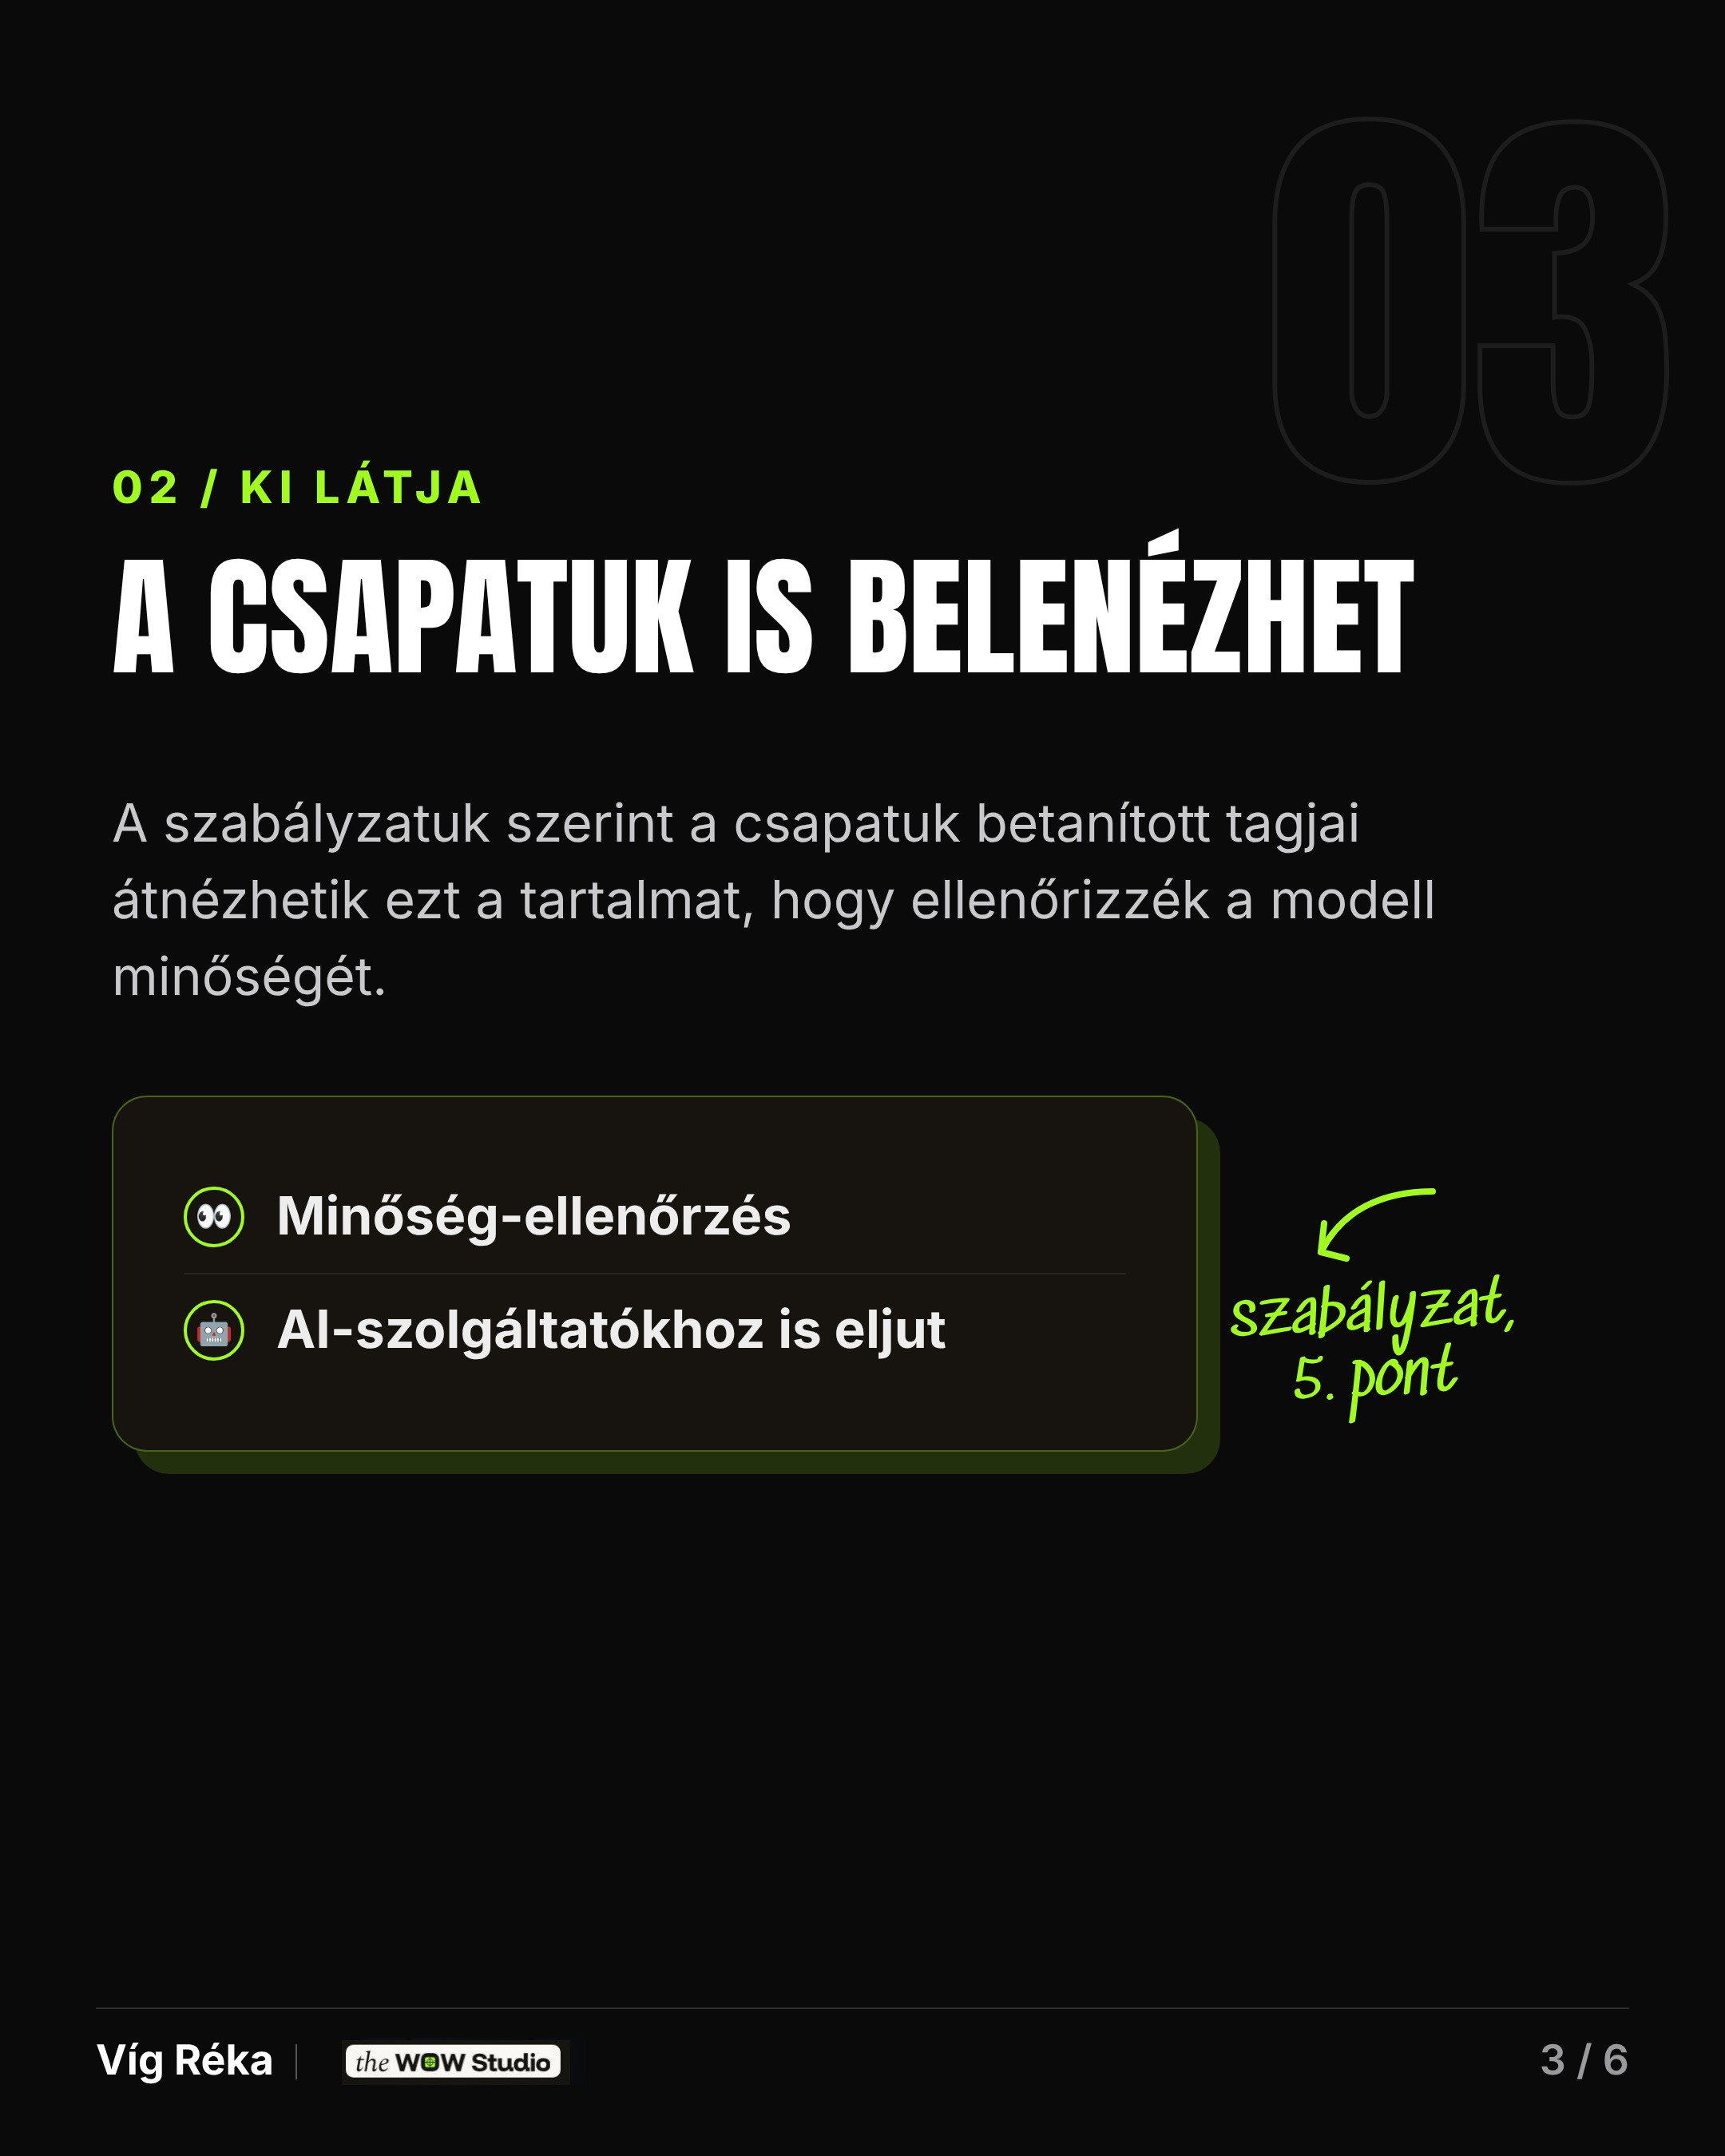 03
02 / KI LÁTJA
A CSAPATUK IS BELENÉZHET
A szabályzatuk szerint a csapatuk betanított tagjai
átnézhetik ezt a tartalmat, hogy ellenőrizzék a modell
minőségét.
Minőség-ellenőrzés
AI-szolgáltatókhoz is eljut
szabályzat,
5. pont
Víg Réka
the WOW Studio
3 / 6